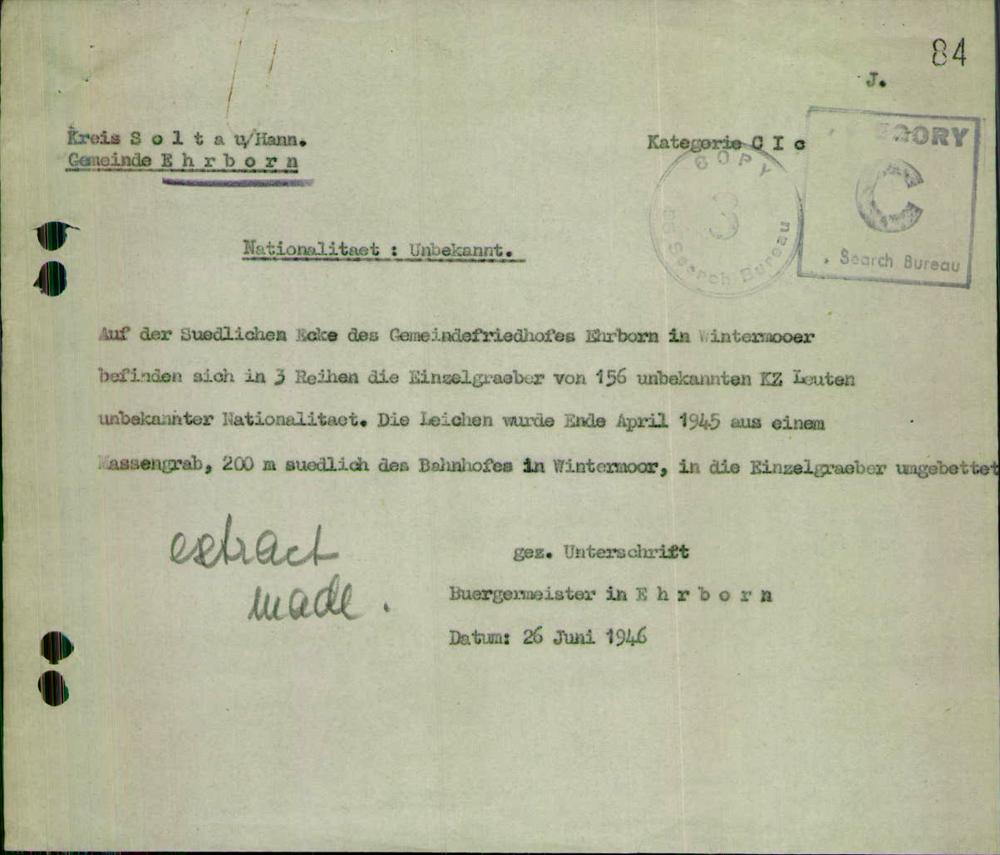 84
J.
Kreis S o l t a u/Hann.
Gemeinde E h r b o r n
Kategorie C I c
COPY
3
Search Bureau
EGORY
C
Search Bureau
Nationalitaet : Unbekannt.
Auf der Suedlichen Ecke des Gemeindefriedhofes Ehrborn in Wintermooer
befinden sich in 3 Reihen die Einzelgraeber von 156 unbekannten KZ Leuten
unbekannter Nationalitaet. Die Leichen wurde Ende April 1945 aus einem
Massengrab, 200 m suedlich des Bahnhofes in Wintermoor, in die Einzelgraeber umgebettet
extract
made.
gez. Unterschrift
Buergermeister in E h r b o r n
Datum: 26 Juni 1946